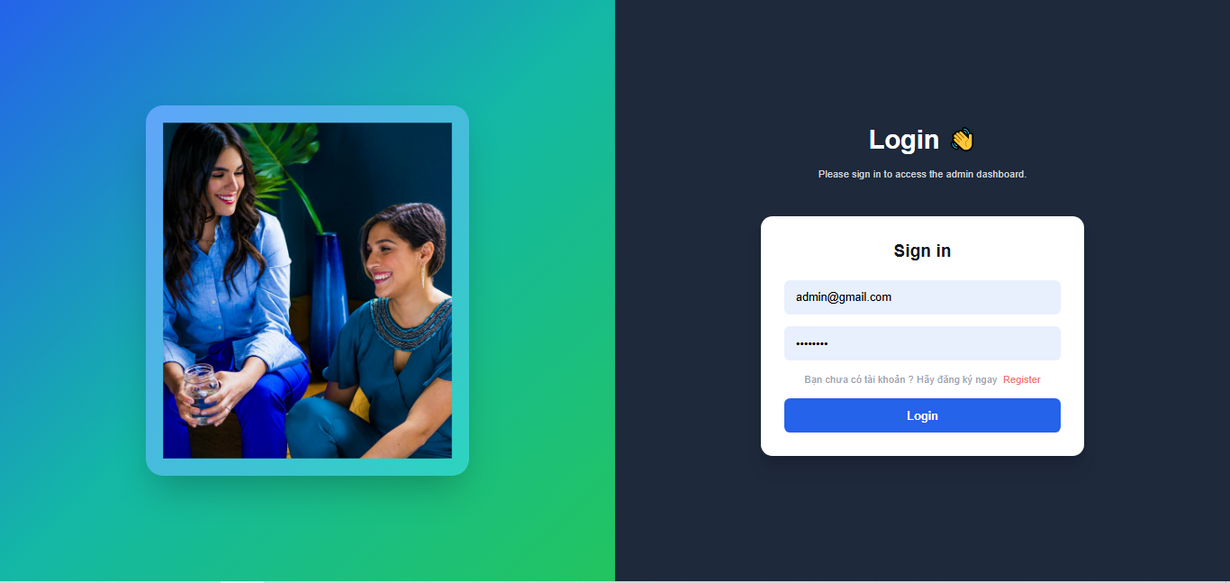 Login 👋
Please sign in to access the admin dashboard.
Sign in
admin@gmail.com
••••••••
Bạn chưa có tài khoản ? Hãy đăng ký ngay Register
Login